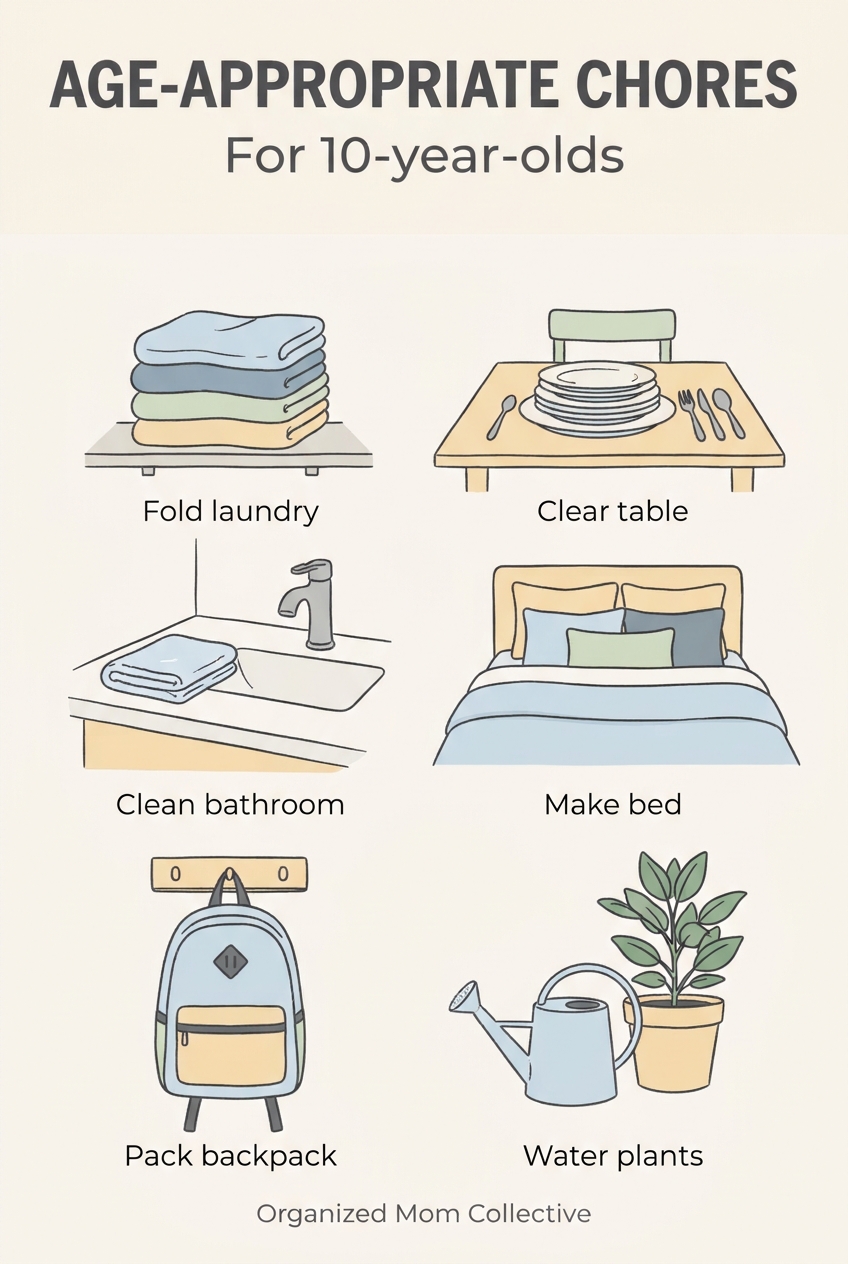 AGE-APPROPRIATE CHORES
For 10-year-olds
Fold laundry
Clear table
Clean bathroom
Make bed
Pack backpack
Water plants
Organized Mom Collective